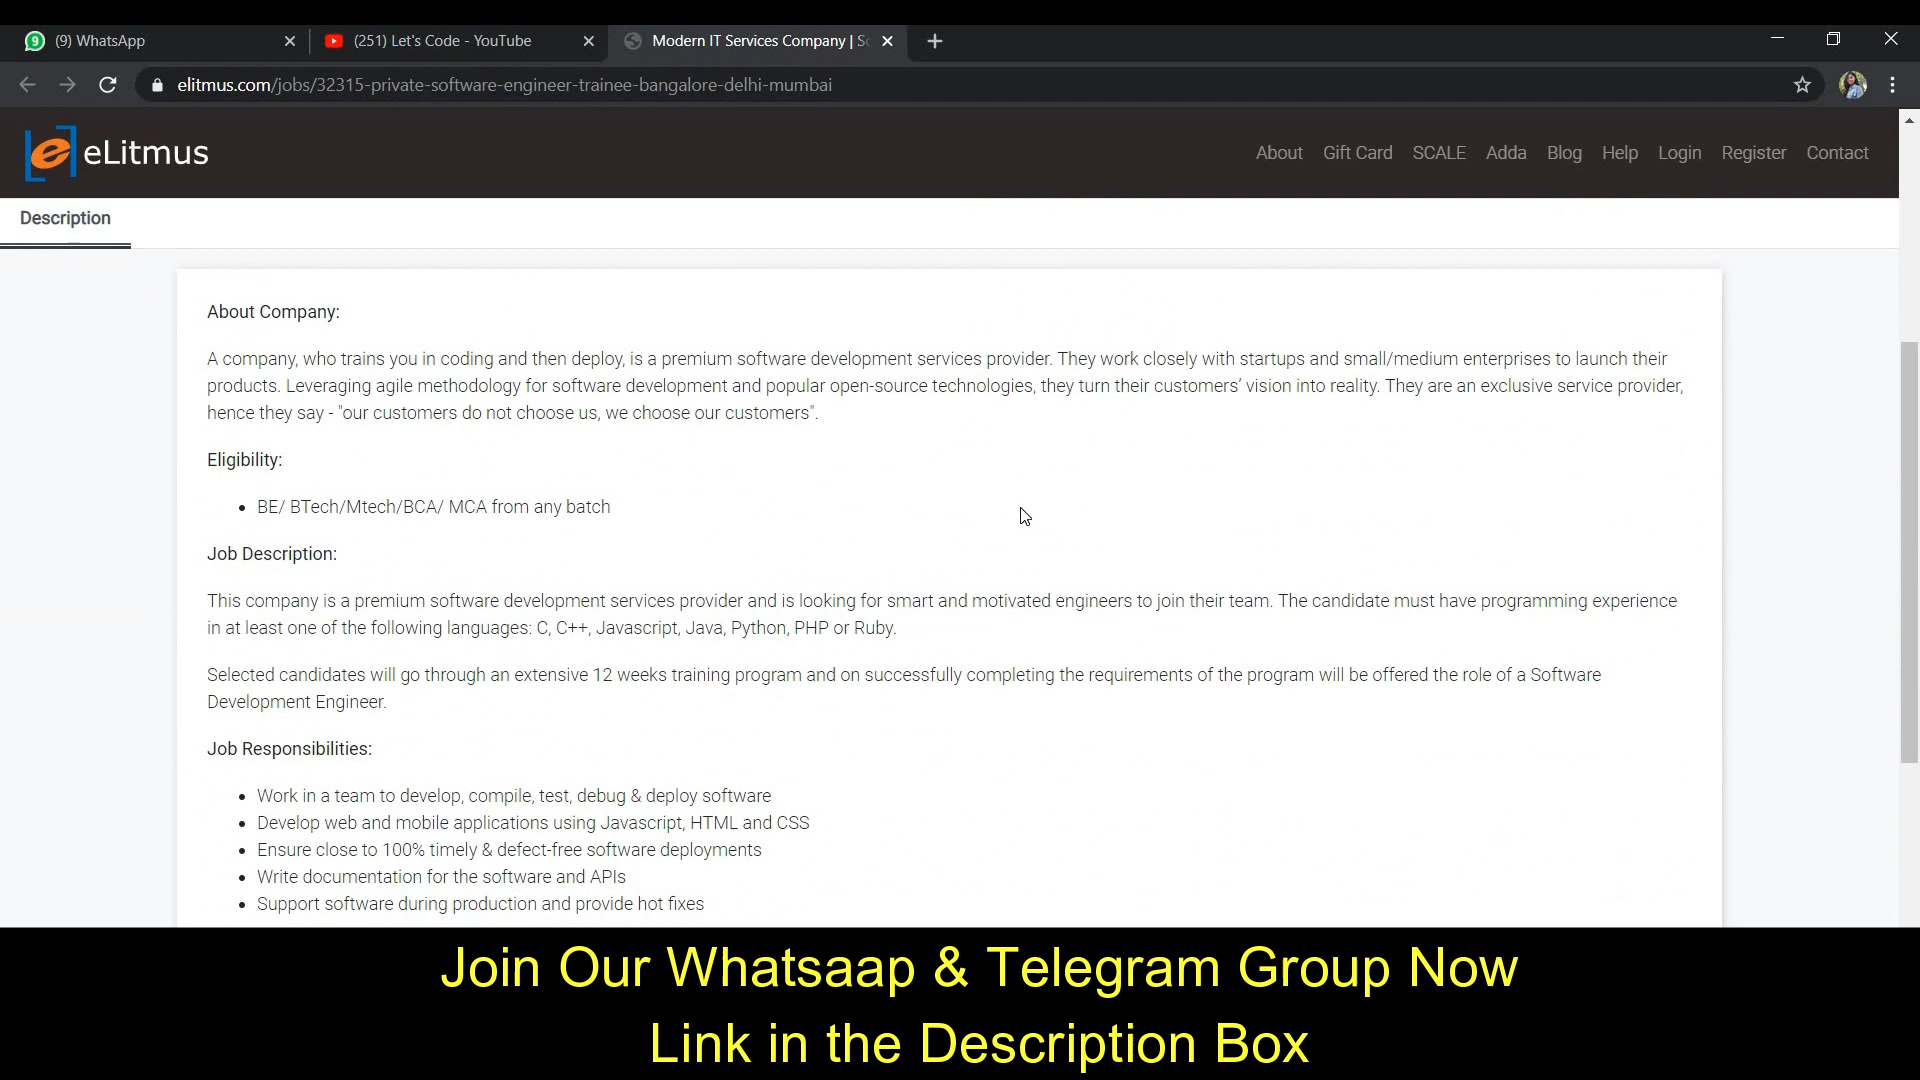 9 (9) WhatsApp
(251) Let's Code - YouTube
Modern IT Services Company | Sc
elitmus.com/jobs/32315-private-software-engineer-trainee-bangalore-delhi-mumbai
e eLitmus
About Gift Card SCALE Adda Blog Help Login Register Contact
Description
About Company:
A company, who trains you in coding and then deploy, is a premium software development services provider. They work closely with startups and small/medium enterprises to launch their
products. Leveraging agile methodology for software development and popular open-source technologies, they turn their customers’ vision into reality. They are an exclusive service provider,
hence they say - "our customers do not choose us, we choose our customers".
Eligibility:
• BE/ BTech/Mtech/BCA/ MCA from any batch
Job Description:
This company is a premium software development services provider and is looking for smart and motivated engineers to join their team. The candidate must have programming experience
in at least one of the following languages: C, C++, Javascript, Java, Python, PHP or Ruby.
Selected candidates will go through an extensive 12 weeks training program and on successfully completing the requirements of the program will be offered the role of a Software
Development Engineer.
Job Responsibilities:
• Work in a team to develop, compile, test, debug & deploy software
• Develop web and mobile applications using Javascript, HTML and CSS
• Ensure close to 100% timely & defect-free software deployments
• Write documentation for the software and APIs
• Support software during production and provide hot fixes
Join Our Whatsaap & Telegram Group Now
Link in the Description Box